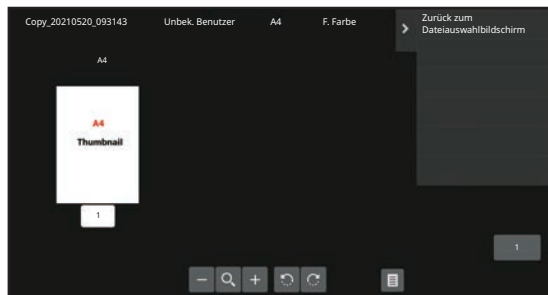 Copy_20210520_093143 Unbek. Benutzer A4 F. Farbe
Zurück zum
Dateiauswahlbildschirm
A4
A4
Thumbnail
1
1